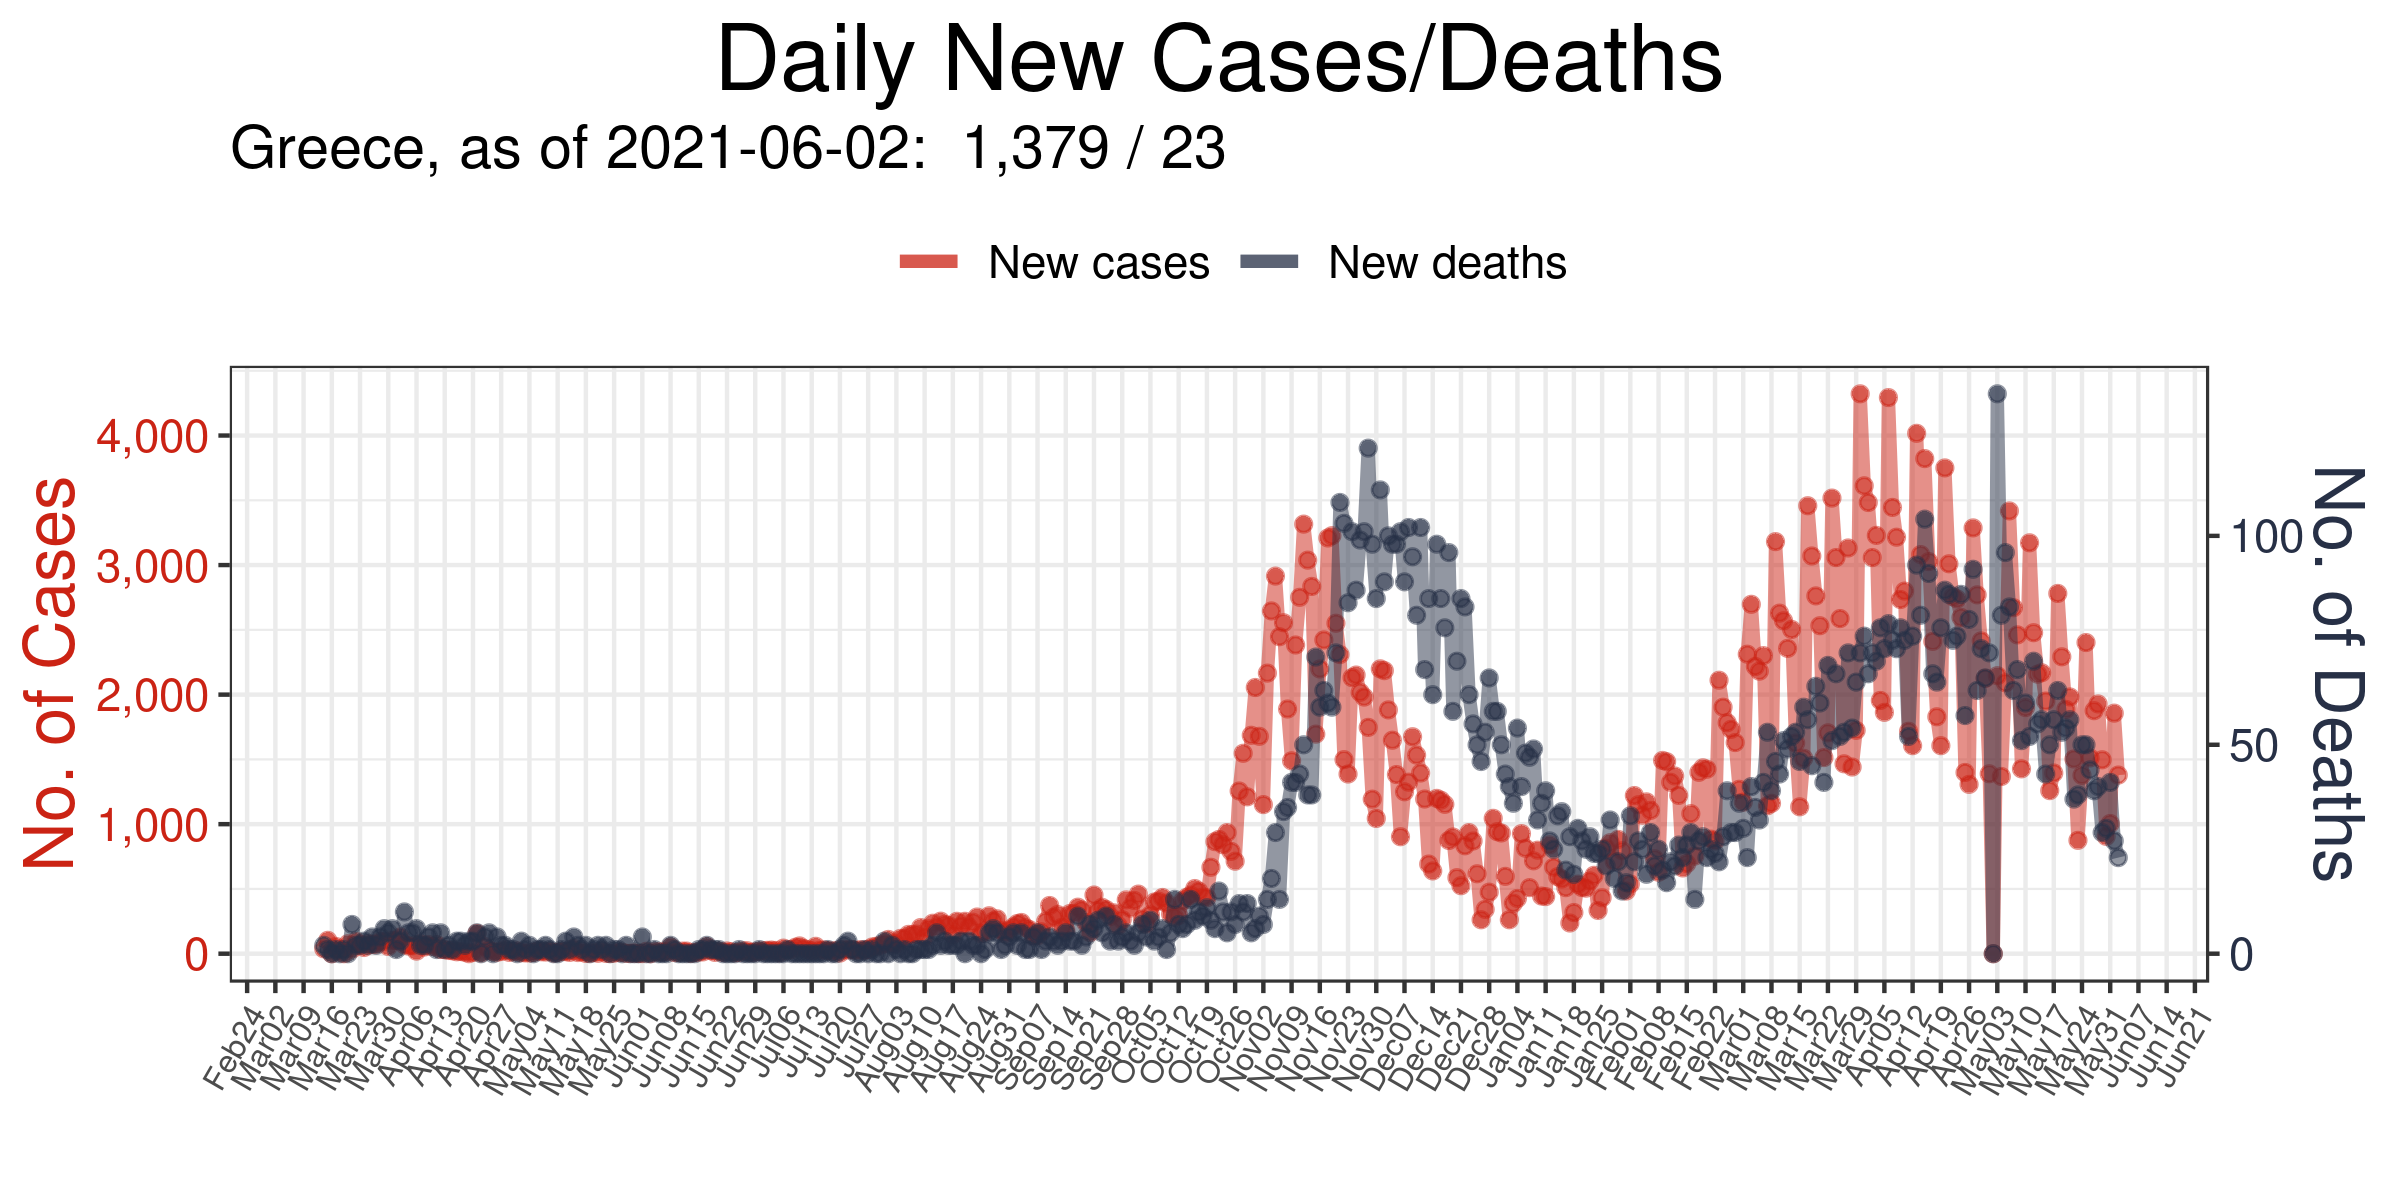 Daily New Cases/Deaths
Greece, as of 2021-06-02:  1,379 / 23
New cases
New deaths
No. of Cases
4,000
3,000
2,000
1,000
0
No. of Deaths
100
50
0
Feb24
Mar02
Mar09
Mar16
Mar23
Mar30
Apr06
Apr13
Apr20
Apr27
May04
May11
May18
May25
Jun01
Jun08
Jun15
Jun22
Jun29
Jul06
Jul13
Jul20
Jul27
Aug03
Aug10
Aug17
Aug24
Aug31
Sep07
Sep14
Sep21
Sep28
Oct05
Oct12
Oct19
Oct26
Nov02
Nov09
Nov16
Nov23
Nov30
Dec07
Dec14
Dec21
Dec28
Jan04
Jan11
Jan18
Jan25
Feb01
Feb08
Feb15
Feb22
Mar01
Mar08
Mar15
Mar22
Mar29
Apr05
Apr12
Apr19
Apr26
May03
May10
May17
May24
May31
Jun07
Jun14
Jun21